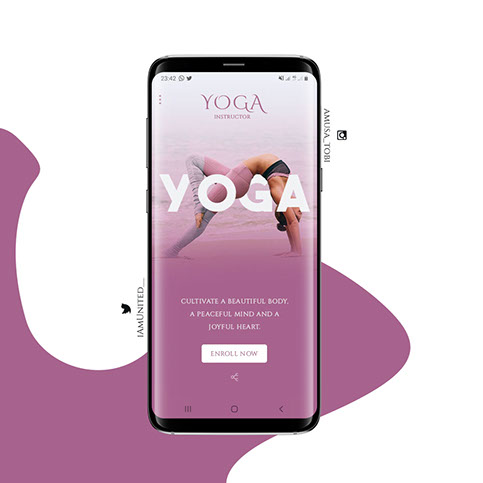 23:42
YOGA
INSTRUCTOR
YOGA
CULTIVATE A BEAUTIFUL BODY,
A PEACEFUL MIND AND A
JOYFUL HEART.
ENROLL NOW
AMUSA_TOBI
IAMUNITED__